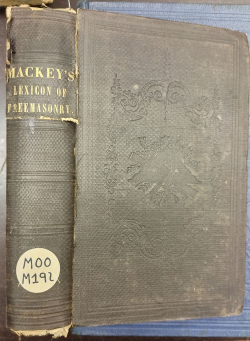 MACKEY'S
LEXICON OF
FREEMASONRY
MOO
M192